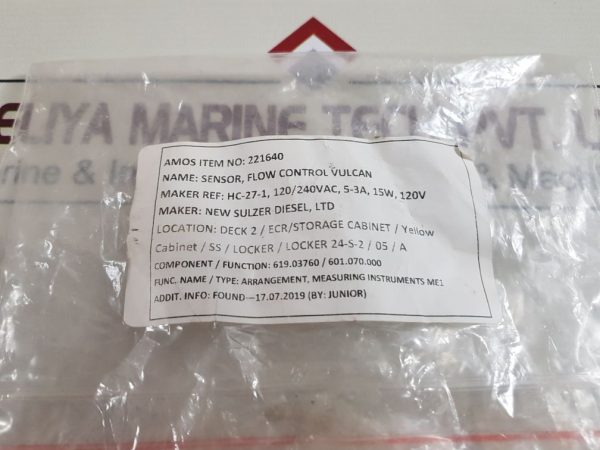 ELIYA MARINE TEC
AMOS ITEM NO: 221640
NAME: SENSOR, FLOW CONTROL VULCAN
MAKER REF: HC-27-1, 120/240VAC, 5-3A, 15W, 120V
MAKER: NEW SULZER DIESEL, LTD
LOCATION: DECK 2 / ECR/STORAGE CABINET / Yellow
Cabinet / SS / LOCKER / LOCKER 24-S-2 / 05 / A
COMPONENT / FUNCTION: 619.03760 / 601.070.000
FUNC. NAME / TYPE: ARRANGEMENT, MEASURING INSTRUMENTS ME1
ADDIT. INFO: FOUND--17.07.2019 (BY: JUNIOR)